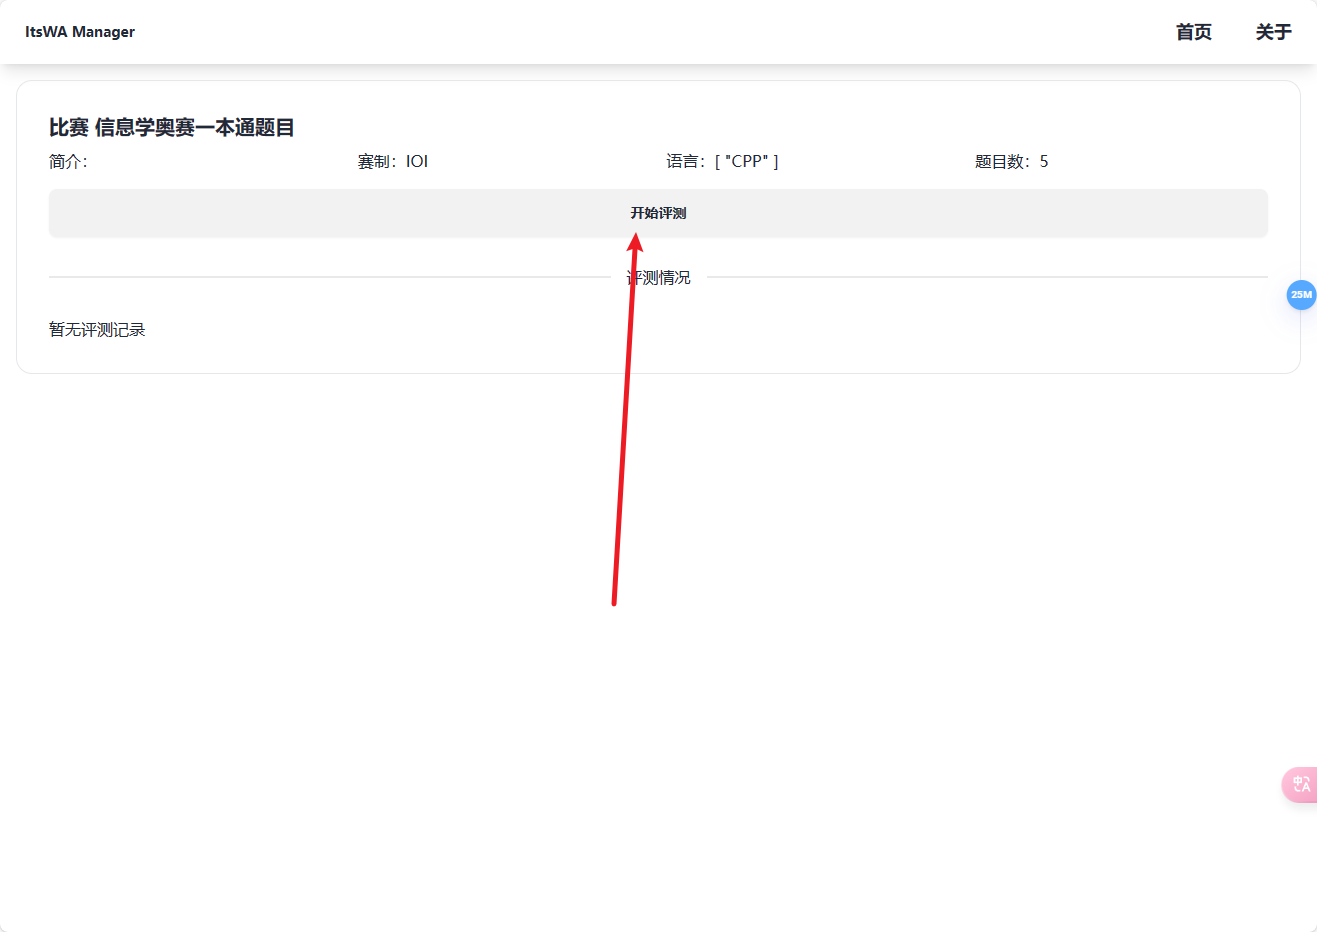 ItsWA Manager
首页
关于
比赛 信息学奥赛一本通题目
简介：
赛制：IOI
语言：[ "CPP" ]
题目数：5
开始评测
评测情况
25M
暂无评测记录
中
A